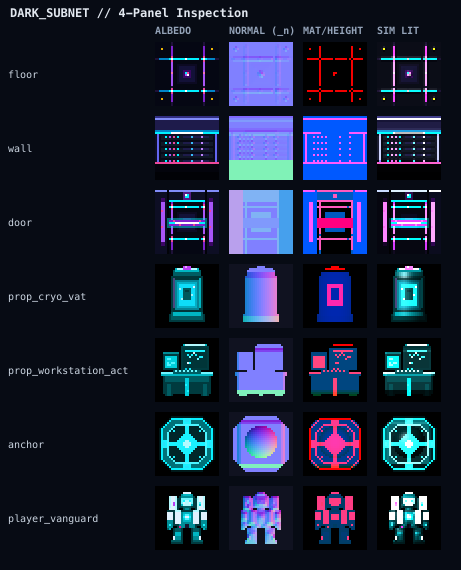 DARK_SUBNET // 4-Panel Inspection
ALBEDO NORMAL (_n) MAT/HEIGHT SIM LIT
floor
wall
door
prop_cryo_vat
prop_workstation_act
anchor
player_vanguard